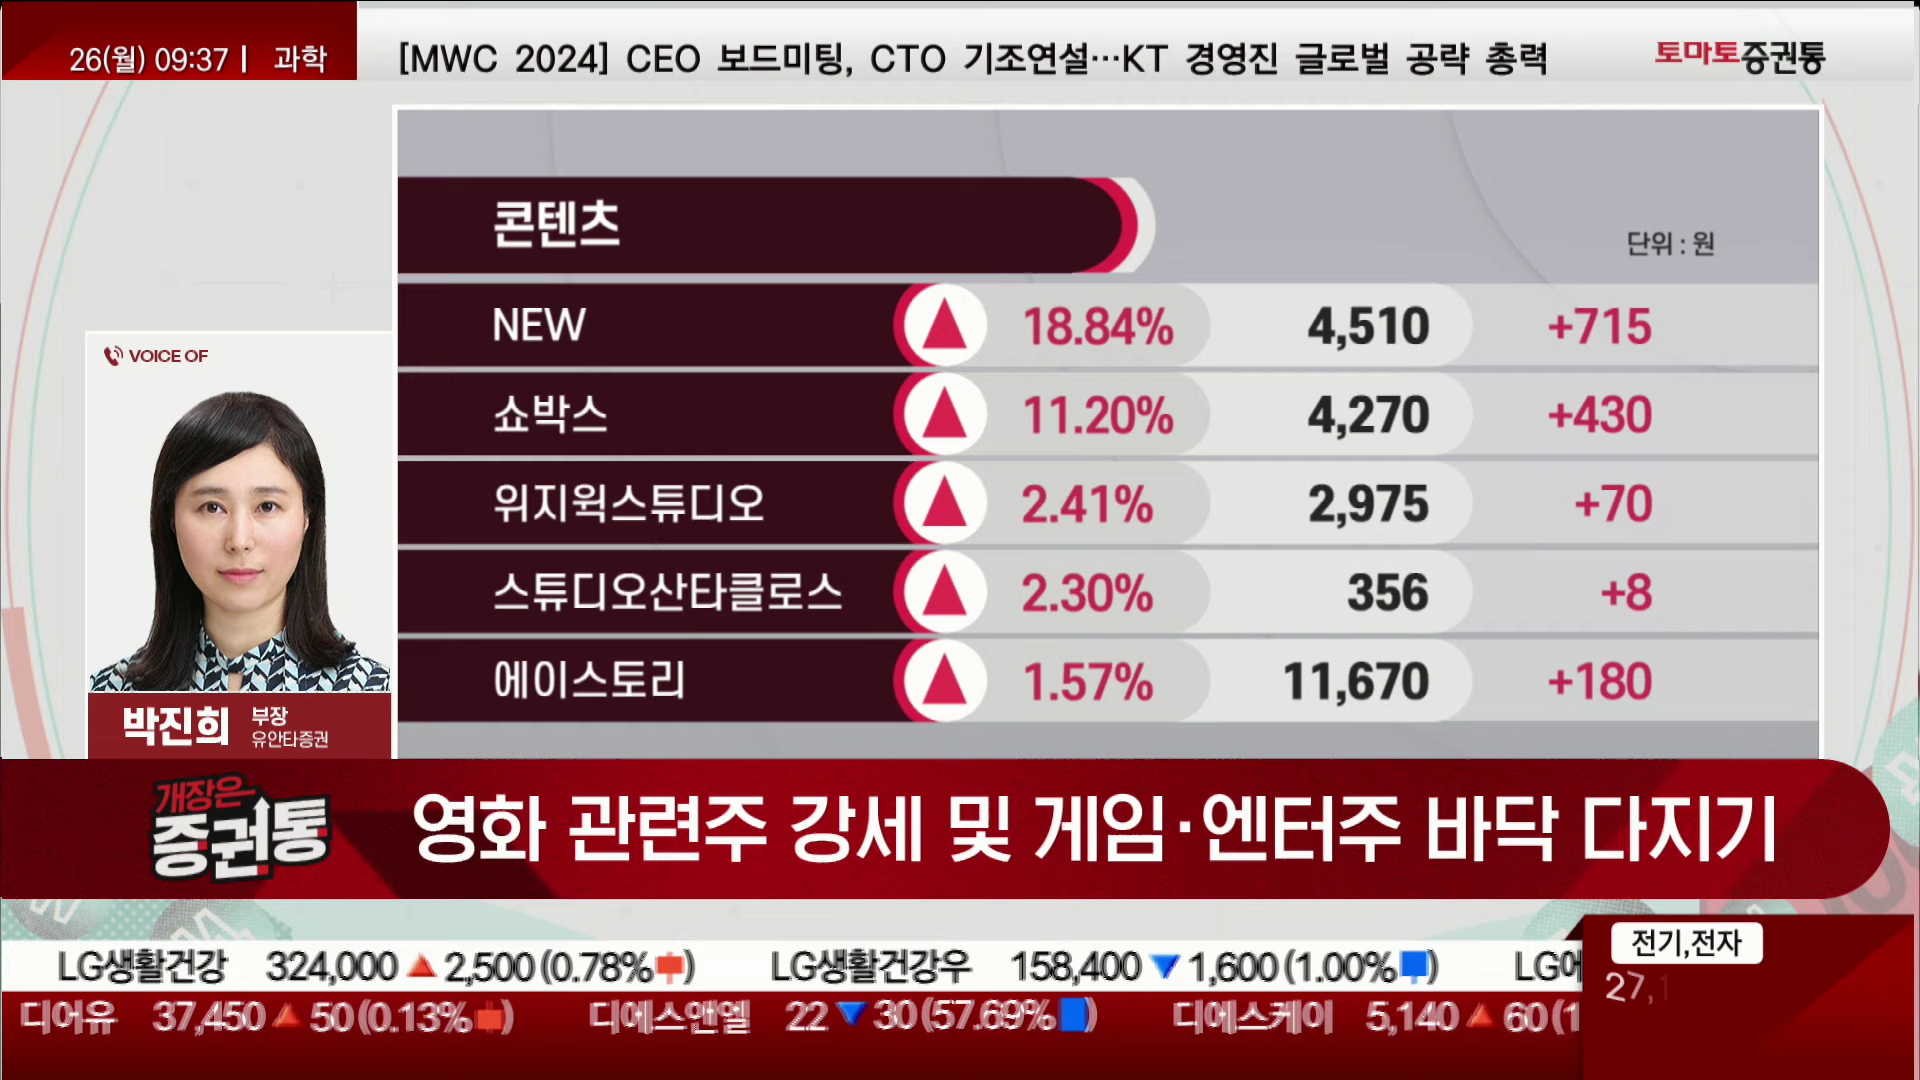 26(월) 09:37 | 과학
[MWC 2024] CEO 보드미팅, CTO 기조연설…KT 경영진 글로벌 공략 총력
토마토증권통
콘텐츠
단위 : 원
NEW 18.84% 4,510 +715
쇼박스 11.20% 4,270 +430
위지윅스튜디오 2.41% 2,975 +70
스튜디오산타클로스 2.30% 356 +8
에이스토리 1.57% 11,670 +180
VOICE OF
박진희 부장
유안타증권
개장은
증권통
영화 관련주 강세 및 게임·엔터주 바닥 다지기
LG생활건강 324,000 ▲ 2,500 (0.78%) LG생활건강우 158,400 ▼ 1,600 (1.00%)
전기,전자
디어유 37,450 ▲ 50 (0.13%) 디에스앤엘 22 ▼ 30 (57.69%) 디에스케이 5,140 ▲ 60